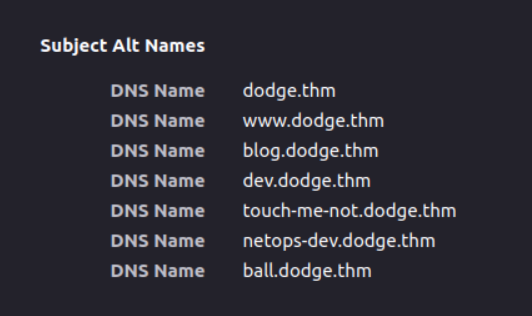 Subject Alt Names
DNS Name dodge.thm
DNS Name www.dodge.thm
DNS Name blog.dodge.thm
DNS Name dev.dodge.thm
DNS Name touch-me-not.dodge.thm
DNS Name netops-dev.dodge.thm
DNS Name ball.dodge.thm